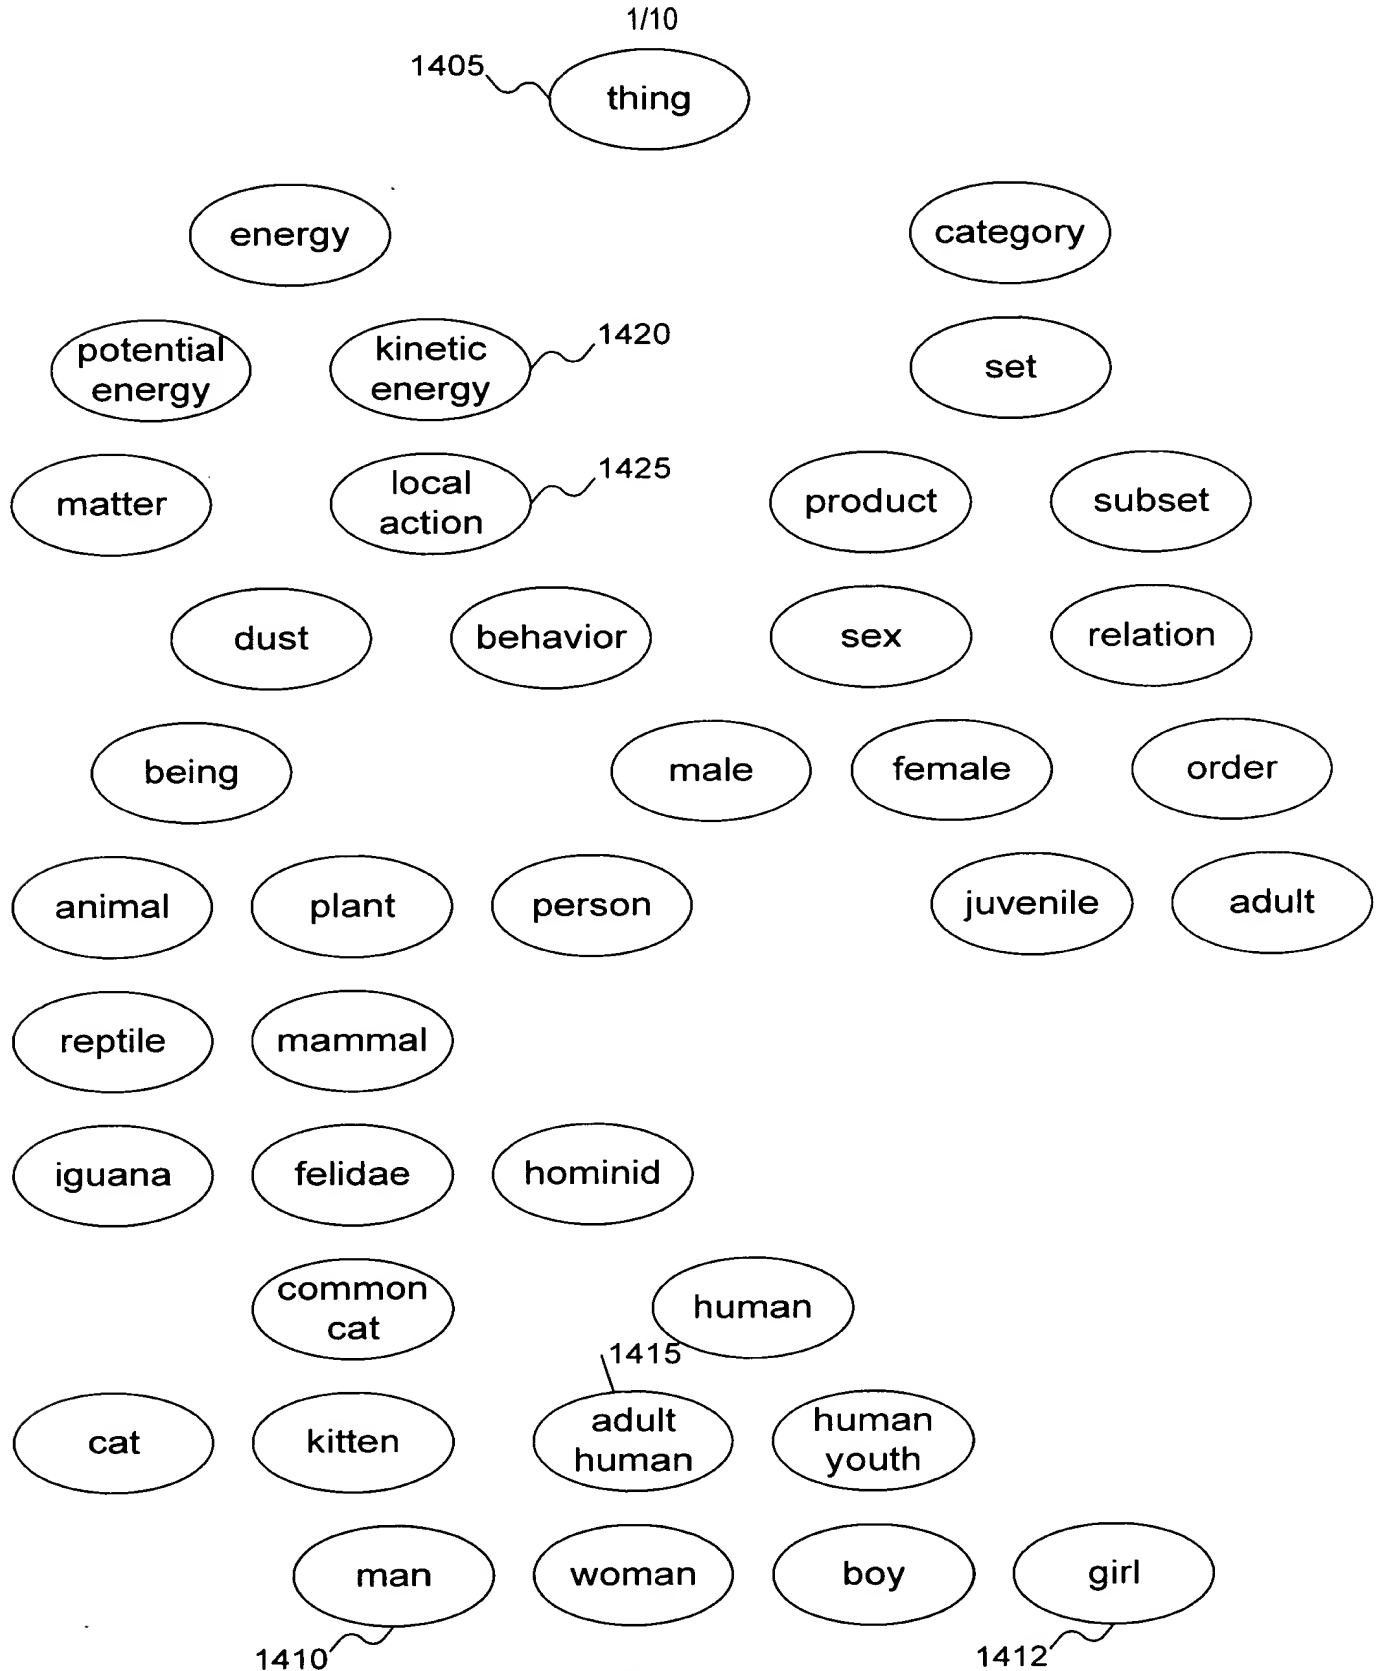 1/10
1405
thing
energy
category
potential
energy
kinetic
energy
1420
set
matter
local
action
1425
product
subset
dust
behavior
sex
relation
being
male
female
order
animal
plant
person
juvenile
adult
reptile
mammal
iguana
felidae
hominid
common
cat
human
1415
cat
kitten
adult
human
human
youth
man
woman
boy
girl
1410
1412